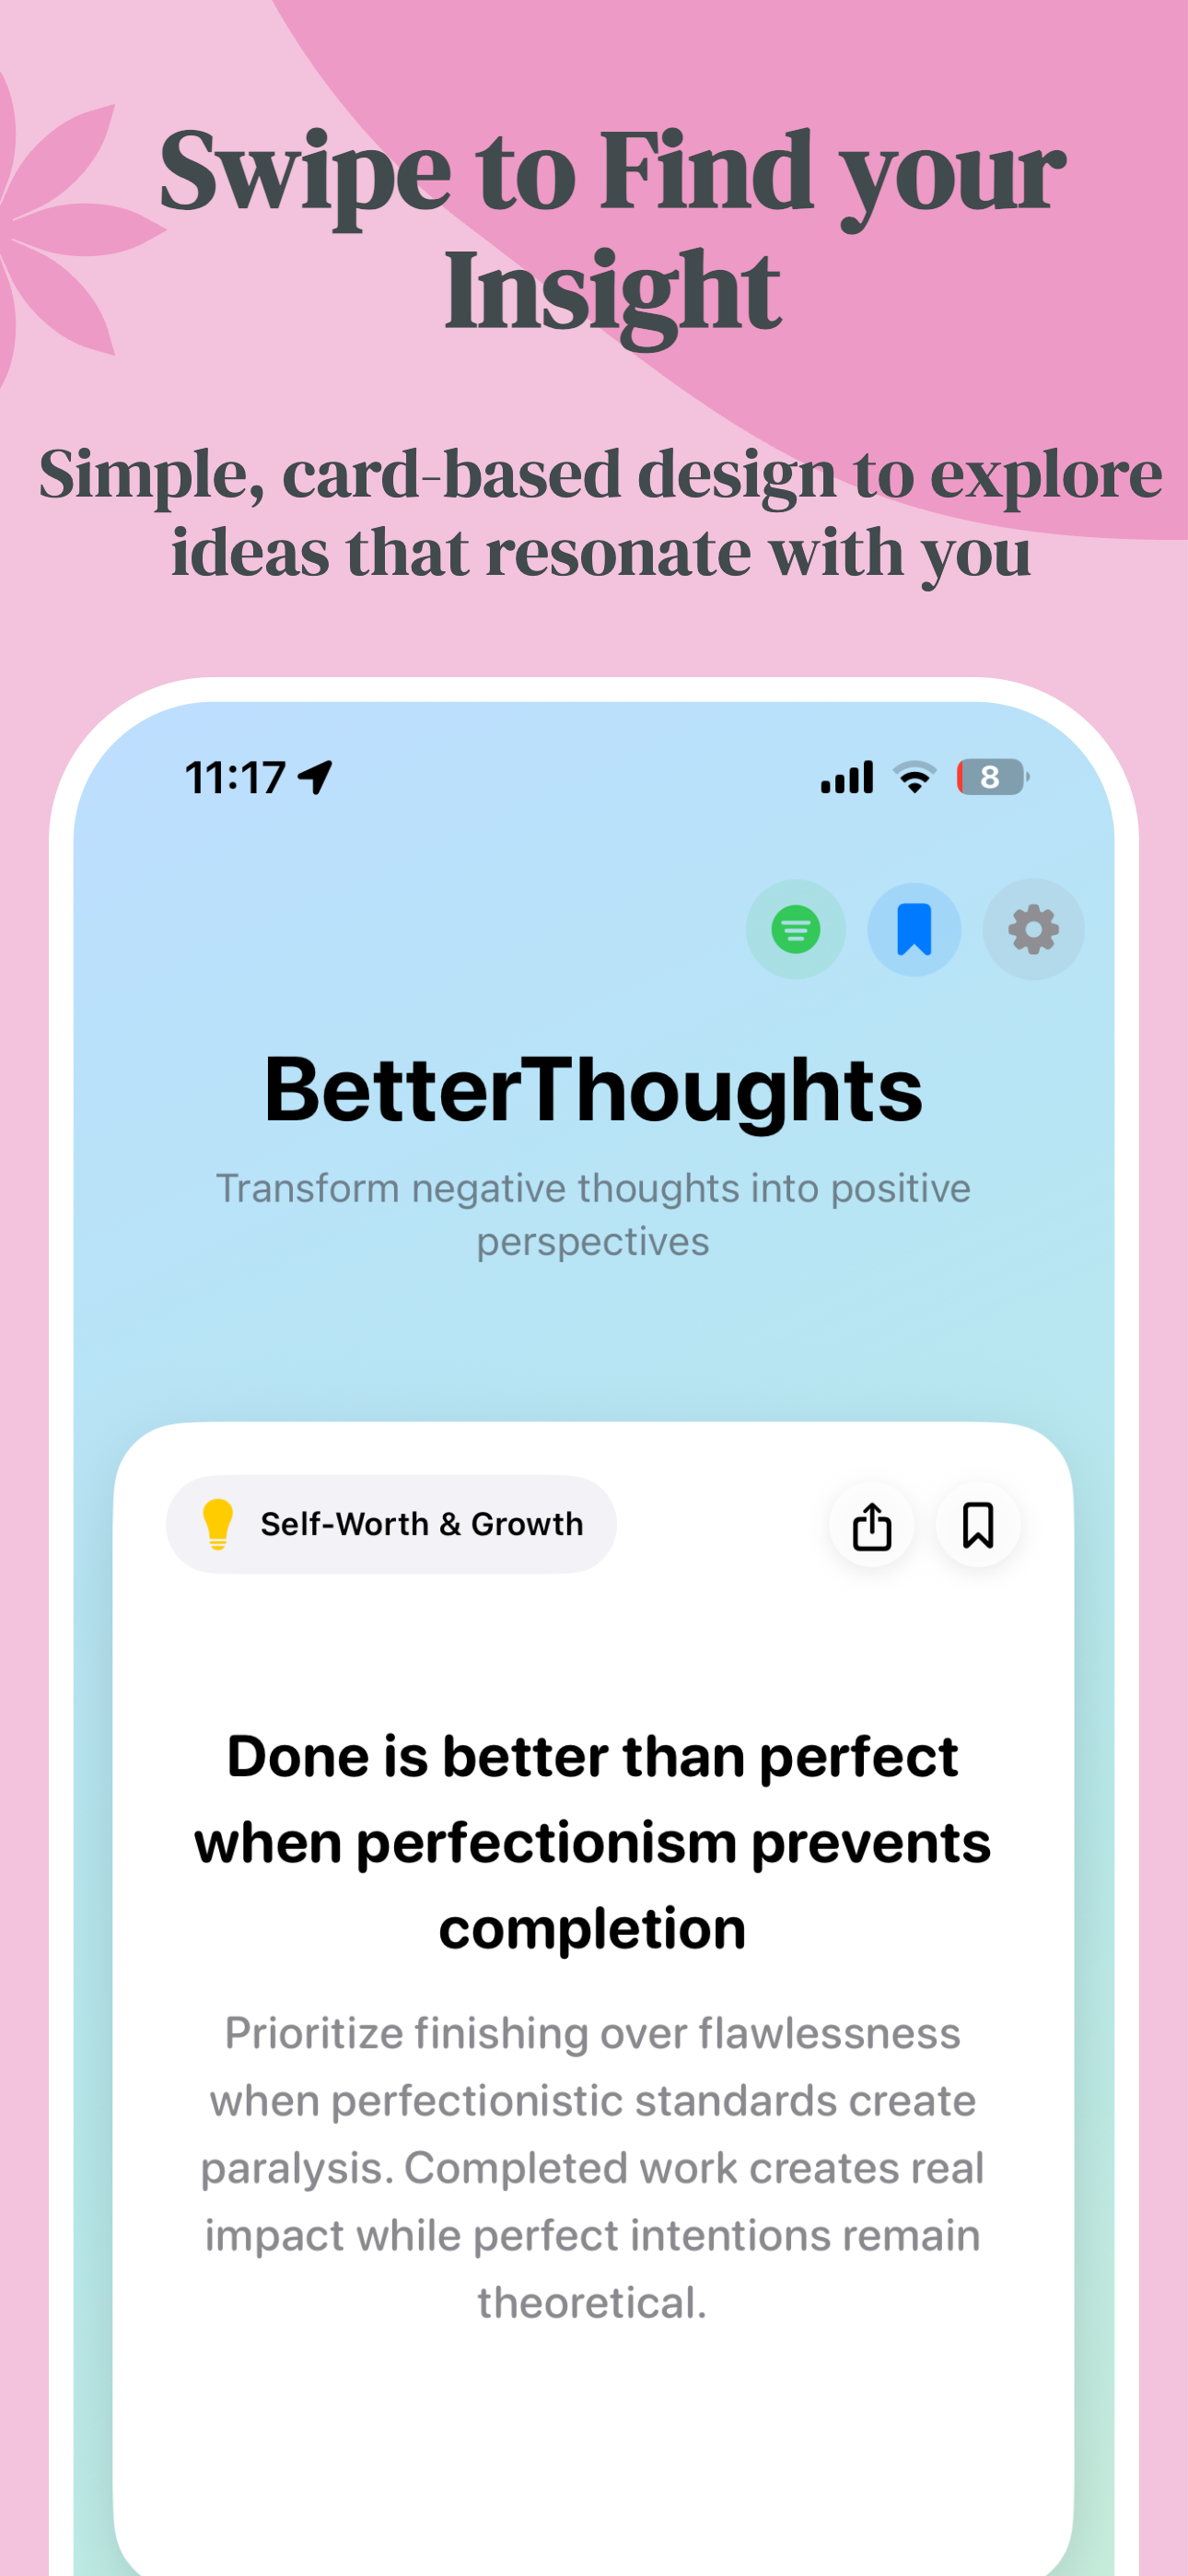 Swipe to Find your
Insight
Simple, card-based design to explore
ideas that resonate with you
11:17
8
BetterThoughts
Transform negative thoughts into positive
perspectives
Self-Worth & Growth
Done is better than perfect
when perfectionism prevents
completion
Prioritize finishing over flawlessness
when perfectionistic standards create
paralysis. Completed work creates real
impact while perfect intentions remain
theoretical.